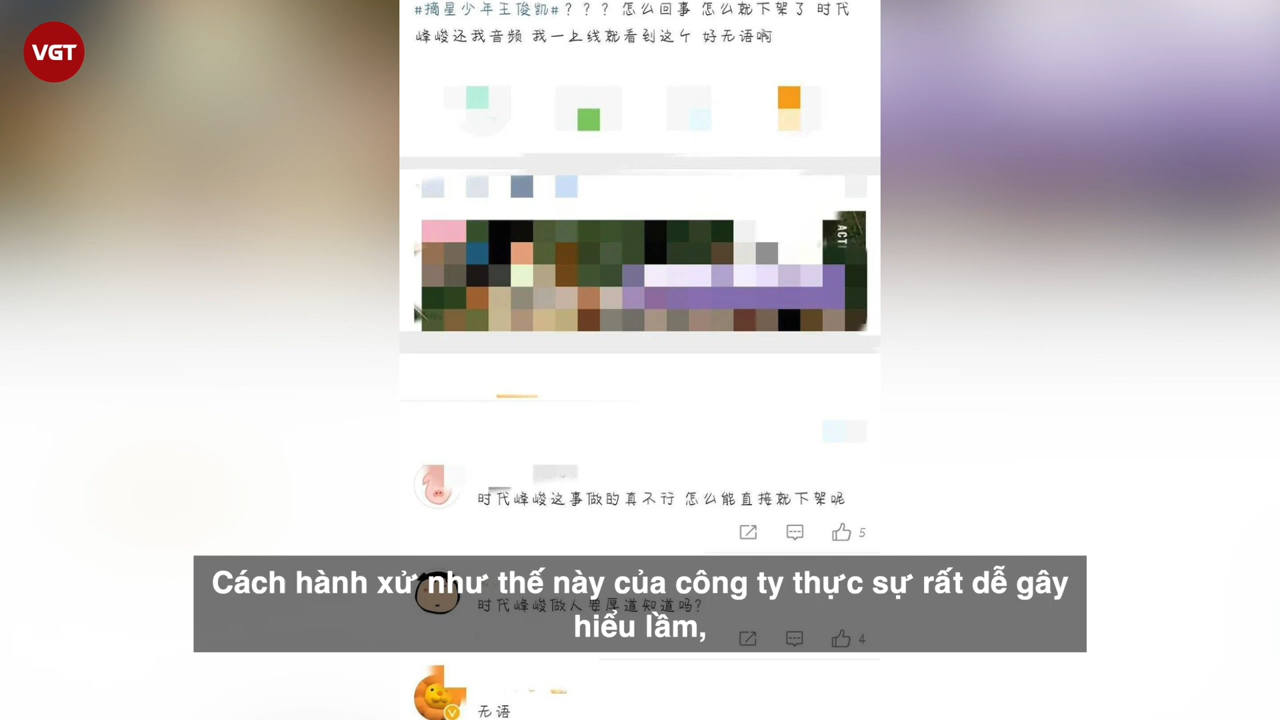 #摘星少年王俊凯#？？？ 怎么回事 怎么就下架了 时代
峰峻还我音频 我一上线就看到这个 好无语啊
VGT
ACTI
时代峰峻这事做的真不行 怎么能直接就下架呢
5
时代峰峻做人要厚道知道吗？
4
Cách hành xử như thế này của công ty thực sự rất dễ gây
hiểu lầm,
无语